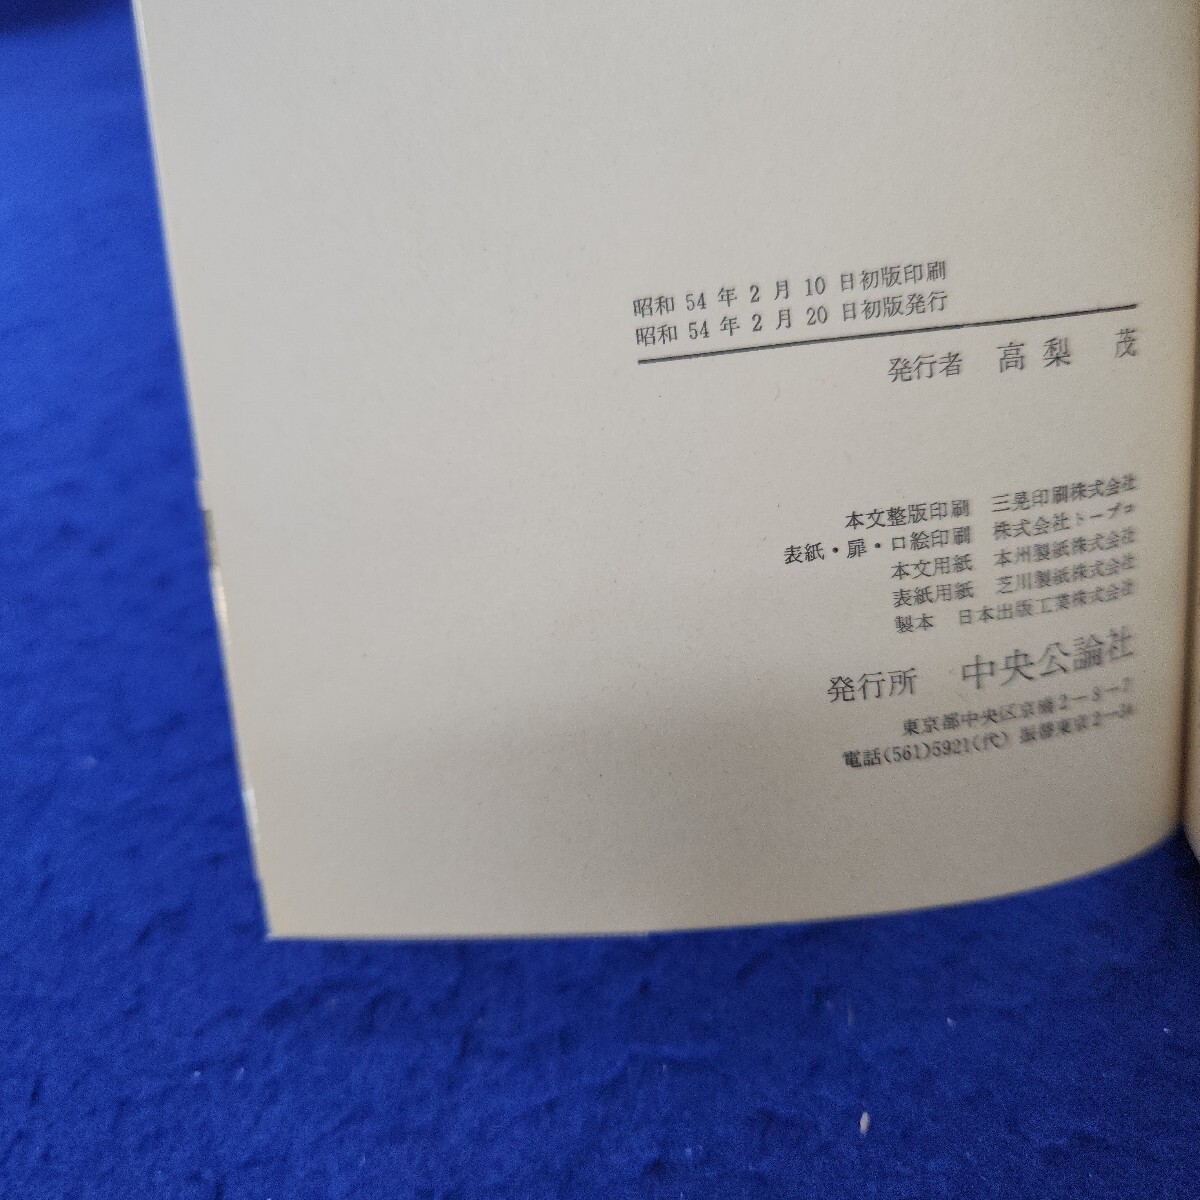 昭和 54 年 2 月 10 日初版印刷
昭和 54 年 2 月 20 日初版発行
発行者 高梨 茂
本文整版印刷 三晃印刷株式会社
表紙・扉・口絵印刷 株式会社トープロ
本文用紙 本州製紙株式会社
表紙用紙 芝川製紙株式会社
製本 日本出版工業株式会社
発行所 中央公論社
東京都中央区京橋2－8－7
電話(561)5921(代) 振替東京2－34